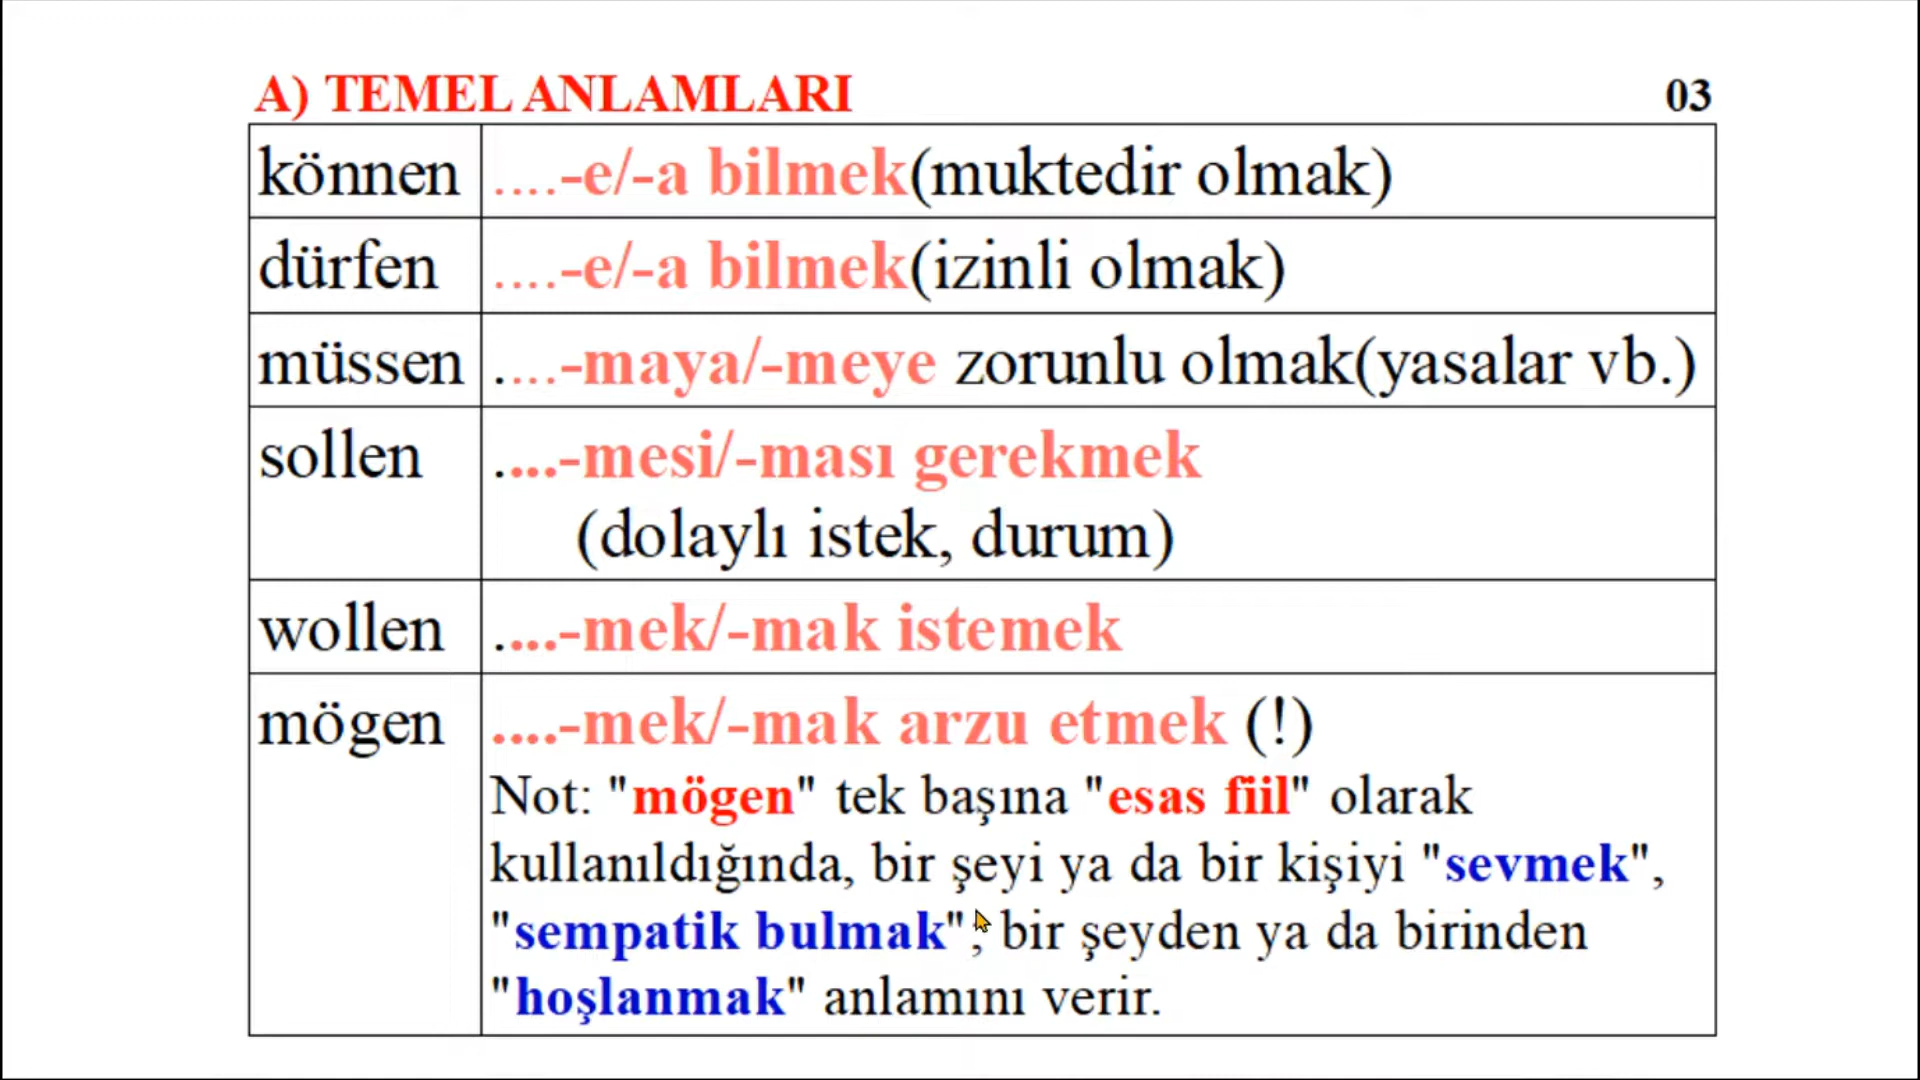 A) TEMEL ANLAMLARI 03
können ....-e/-a bilmek(muktedir olmak)
dürfen ....-e/-a bilmek(izinli olmak)
müssen ....-maya/-meye zorunlu olmak(yasalar vb.)
sollen ....-mesi/-ması gerekmek
(dolaylı istek, durum)
wollen ....-mek/-mak istemek
mögen ....-mek/-mak arzu etmek (!)
Not: "mögen" tek başına "esas fiil" olarak
kullanıldığında, bir şeyi ya da bir kişiyi "sevmek",
"sempatik bulmak", bir şeyden ya da birinden
"hoşlanmak" anlamını verir.